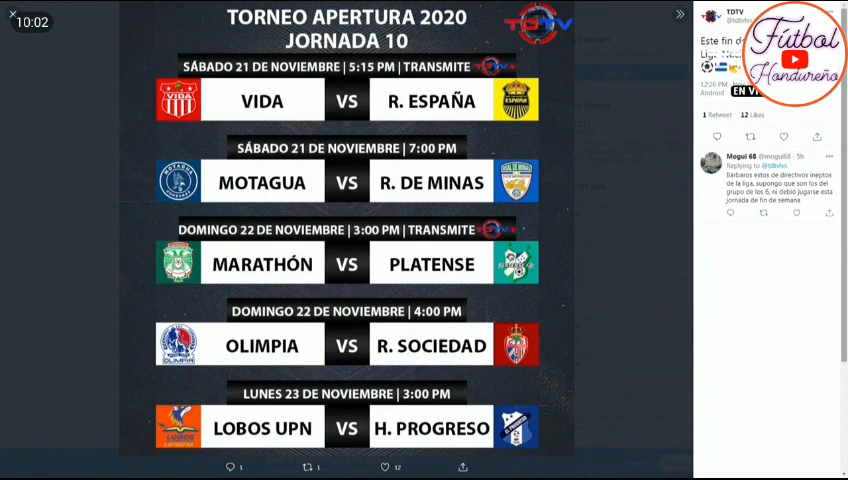 10:02
TORNEO APERTURA 2020
JORNADA 10
TDTV
SÁBADO 21 DE NOVIEMBRE | 5:15 PM | TRANSMITE TDTV
VIDA VS R. ESPAÑA
SÁBADO 21 DE NOVIEMBRE | 7:00 PM
MOTAGUA VS R. DE MINAS
DOMINGO 22 DE NOVIEMBRE | 3:00 PM | TRANSMITE TDTV
MARATHÓN VS PLATENSE
DOMINGO 22 DE NOVIEMBRE | 4:00 PM
OLIMPIA VS R. SOCIEDAD
LUNES 23 DE NOVIEMBRE | 3:00 PM
LOBOS UPN VS H. PROGRESO
1 1 12
TDTV
@tdtvhn
Este fin de
Liga
12:26 PM
Android
EN
Fútbol
Hondureño
1 Retweet 12 Likes
Mogui 68 @mogui68 · 5h
Replying to @tdtvhn
Bárbaros estos de directivos ineptos
de la liga, supongo que son los del
grupo de los 6, ni debió jugarse esta
jornada de fin de semana